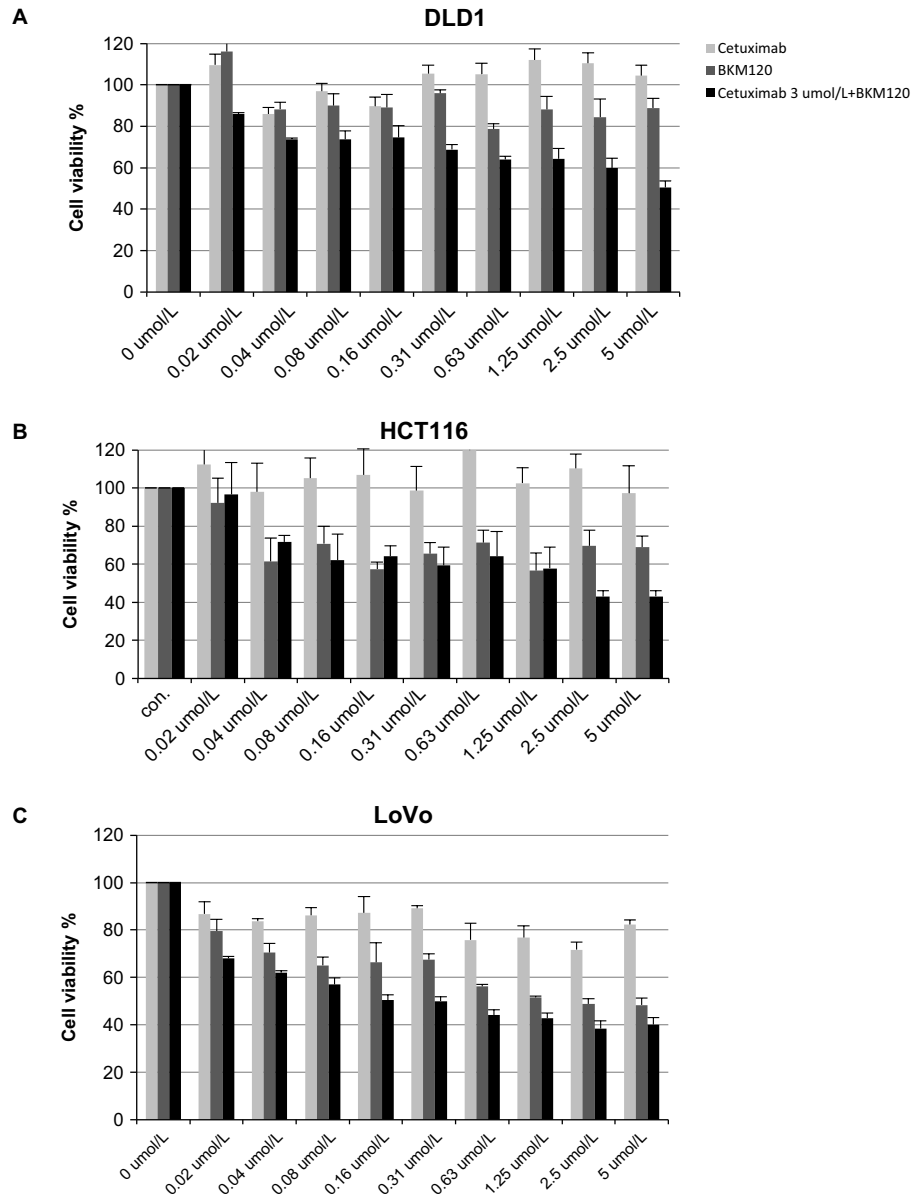 A
DLD1
Cetuximab
BKM120
Cetuximab 3 umol/L+BKM120
Cell viability %
120
100
80
60
40
20
0
0 umol/L
0.02 umol/L
0.04 umol/L
0.08 umol/L
0.16 umol/L
0.31 umol/L
0.63 umol/L
1.25 umol/L
2.5 umol/L
5 umol/L
B
HCT116
Cell viability %
120
100
80
60
40
20
0
con.
0.02 umol/L
0.04 umol/L
0.08 umol/L
0.16 umol/L
0.31 umol/L
0.63 umol/L
1.25 umol/L
2.5 umol/L
5 umol/L
C
LoVo
Cell viability %
120
100
80
60
40
20
0
0 umol/L
0.02 umol/L
0.04 umol/L
0.08 umol/L
0.16 umol/L
0.31 umol/L
0.63 umol/L
1.25 umol/L
2.5 umol/L
5 umol/L